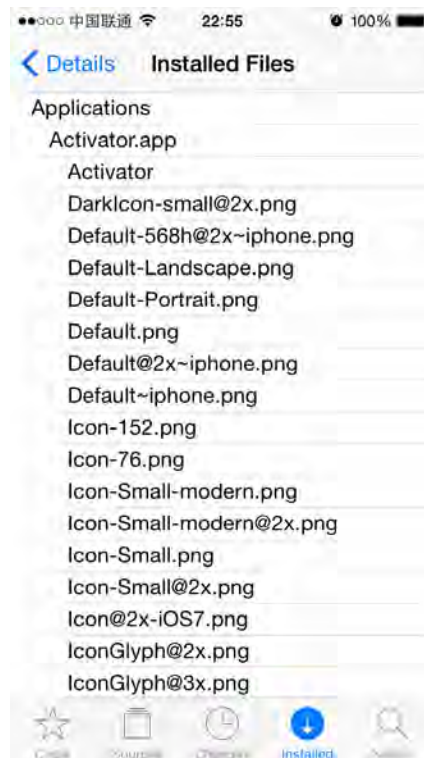 中国联通 22:55 100%
Details Installed Files
Applications
Activator.app
Activator
DarkIcon-small@2x.png
Default-568h@2x~iphone.png
Default-Landscape.png
Default-Portrait.png
Default.png
Default@2x~iphone.png
Default~iphone.png
Icon-152.png
Icon-76.png
Icon-Small-modern.png
Icon-Small-modern@2x.png
Icon-Small.png
Icon-Small@2x.png
Icon@2x-iOS7.png
IconGlyph@2x.png
IconGlyph@3x.png
Installed